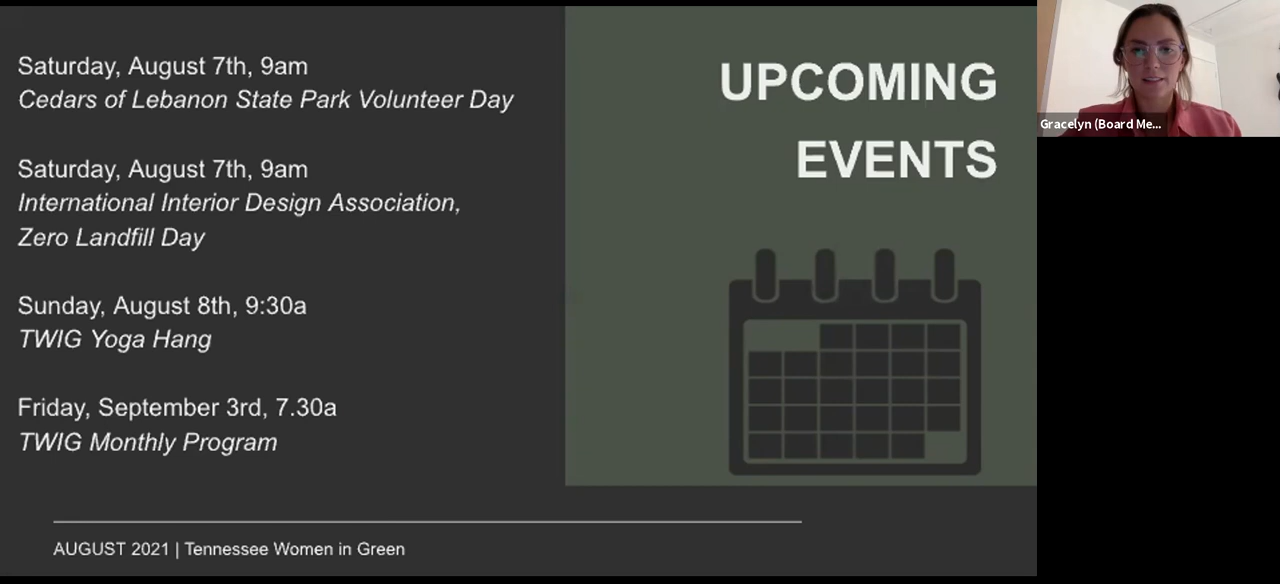 Saturday, August 7th, 9am
Cedars of Lebanon State Park Volunteer Day
Saturday, August 7th, 9am
International Interior Design Association,
Zero Landfill Day
Sunday, August 8th, 9:30a
TWIG Yoga Hang
Friday, September 3rd, 7.30a
TWIG Monthly Program
UPCOMING
EVENTS
AUGUST 2021 | Tennessee Women in Green
Gracelyn (Board Me...